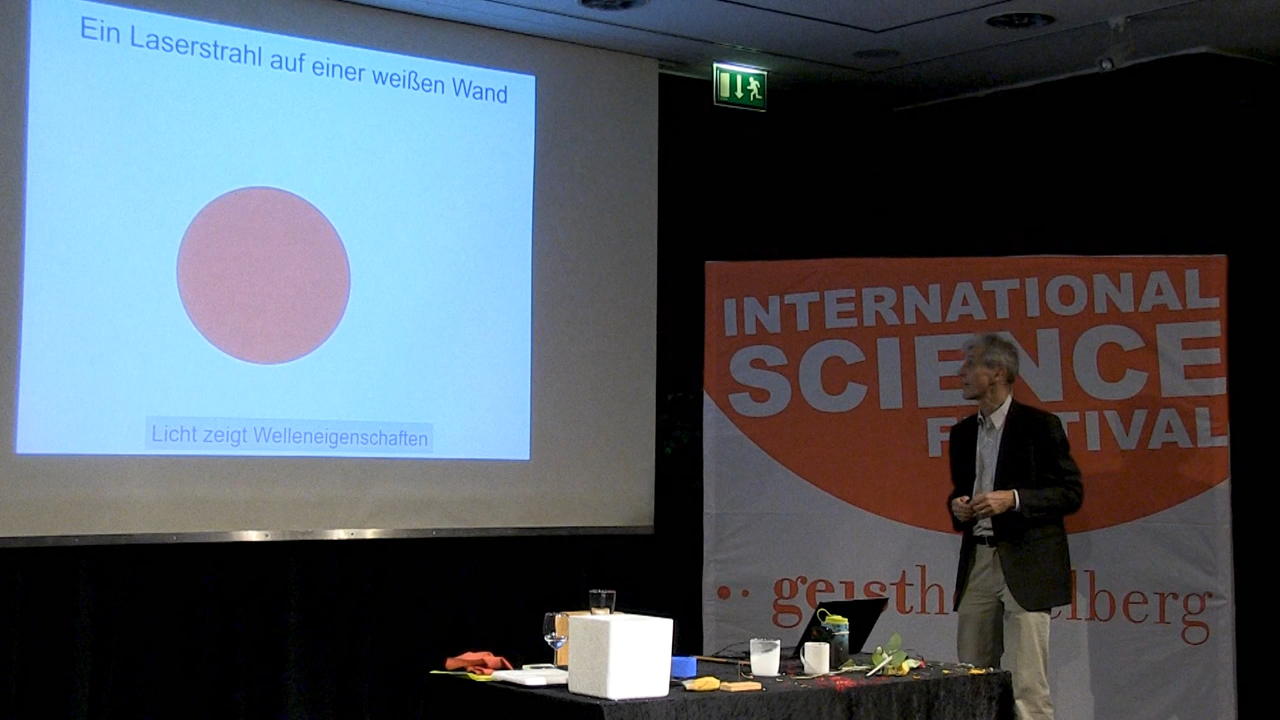 Ein Laserstrahl auf einer weißen Wand
Licht zeigt Welleneigenschaften
INTERNATIONAL
SCIENCE
FESTIVAL